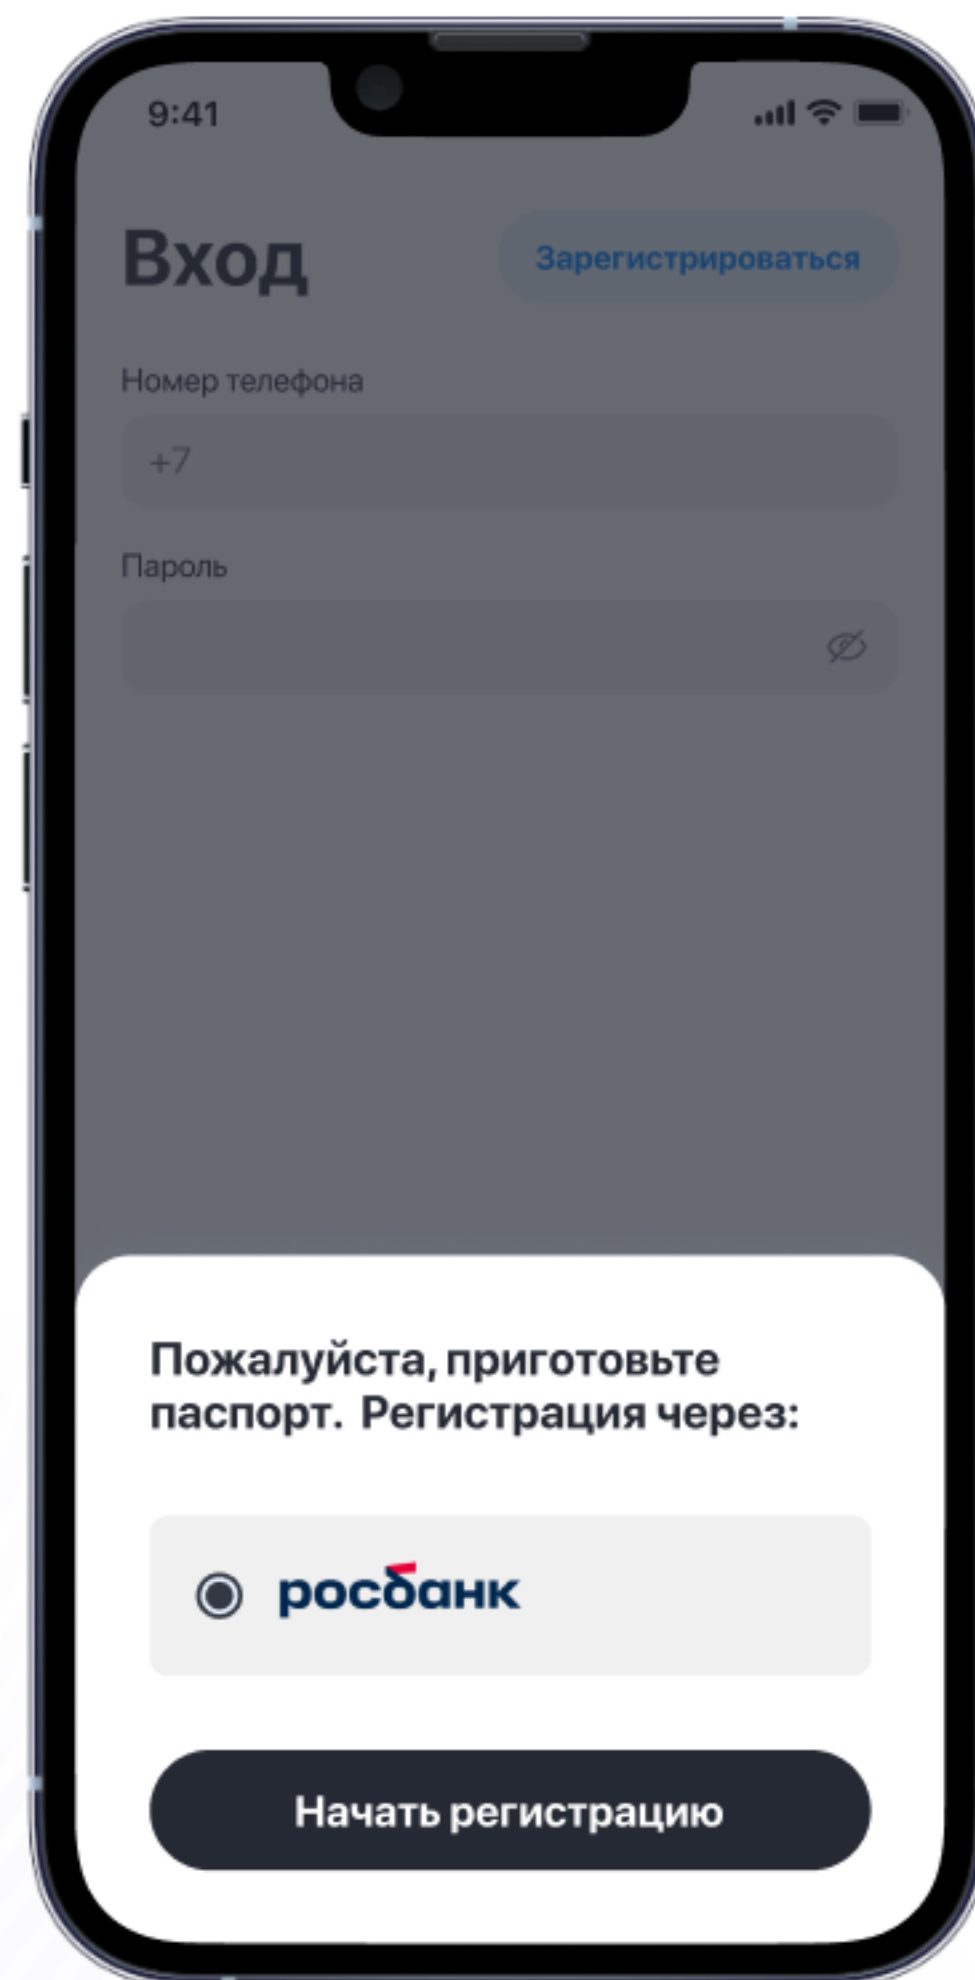 9:41
Вход
Зарегистрироваться
Номер телефона
+7
Пароль
Пожалуйста, приготовьте
паспорт. Регистрация через:
росбанк
Начать регистрацию